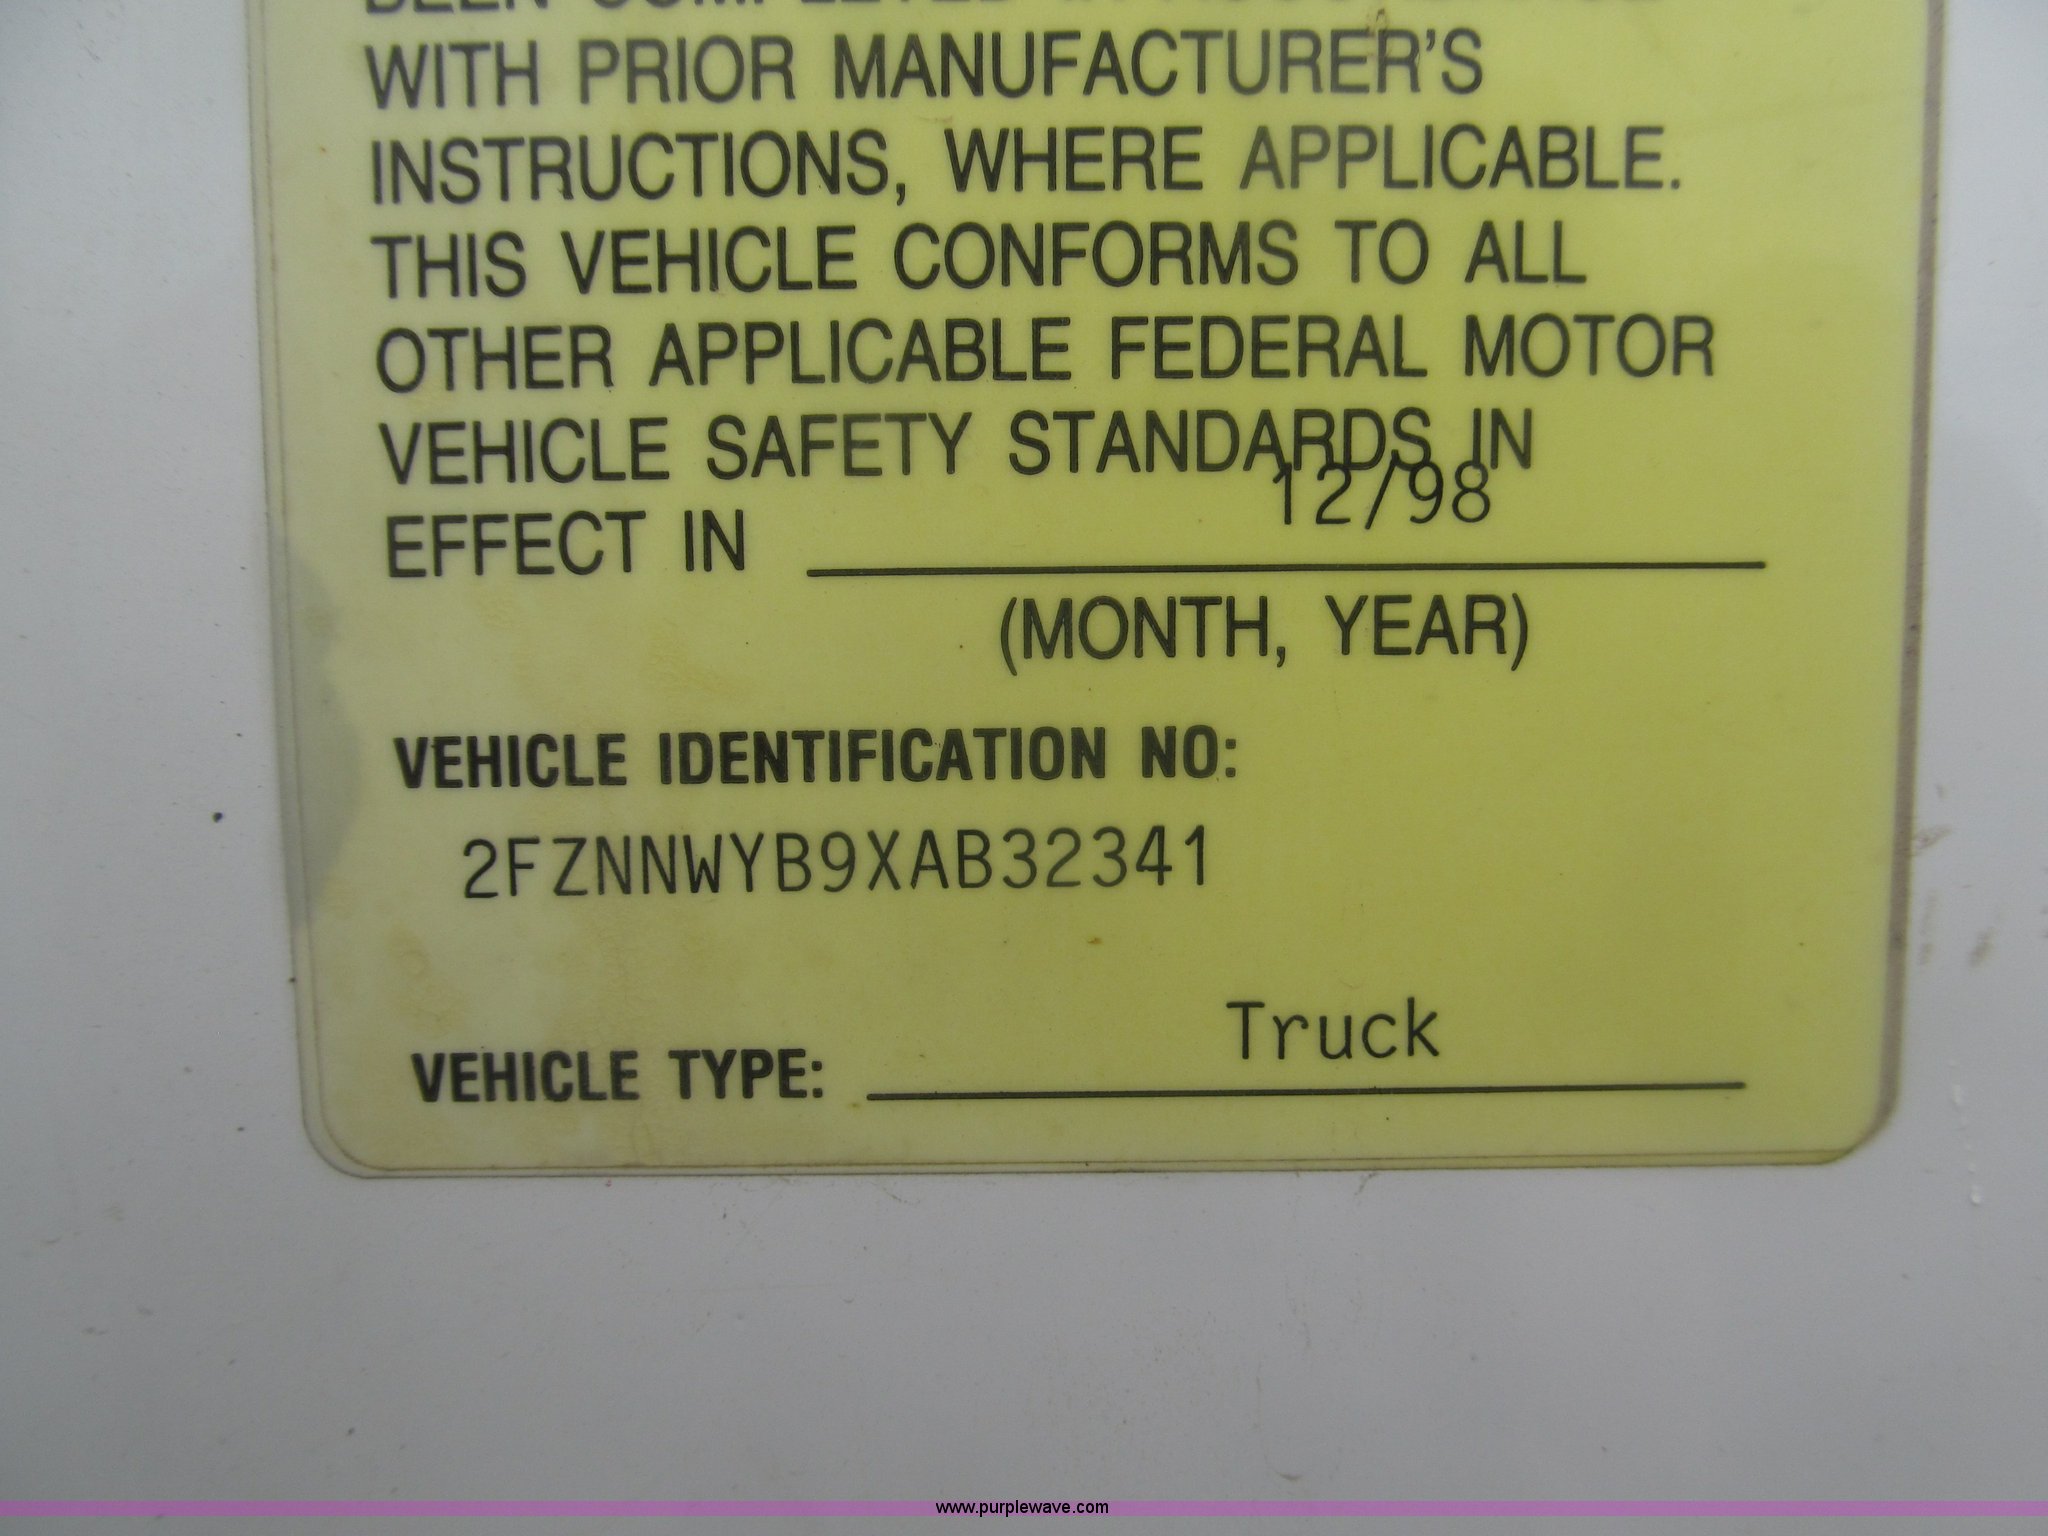 WITH PRIOR MANUFACTURER'S
INSTRUCTIONS, WHERE APPLICABLE.
THIS VEHICLE CONFORMS TO ALL
OTHER APPLICABLE FEDERAL MOTOR
VEHICLE SAFETY STANDARDS IN
EFFECT IN 12/98
(MONTH, YEAR)
VEHICLE IDENTIFICATION NO:
2FZNNWYB9XAB32341
VEHICLE TYPE: Truck
www.purplewave.com